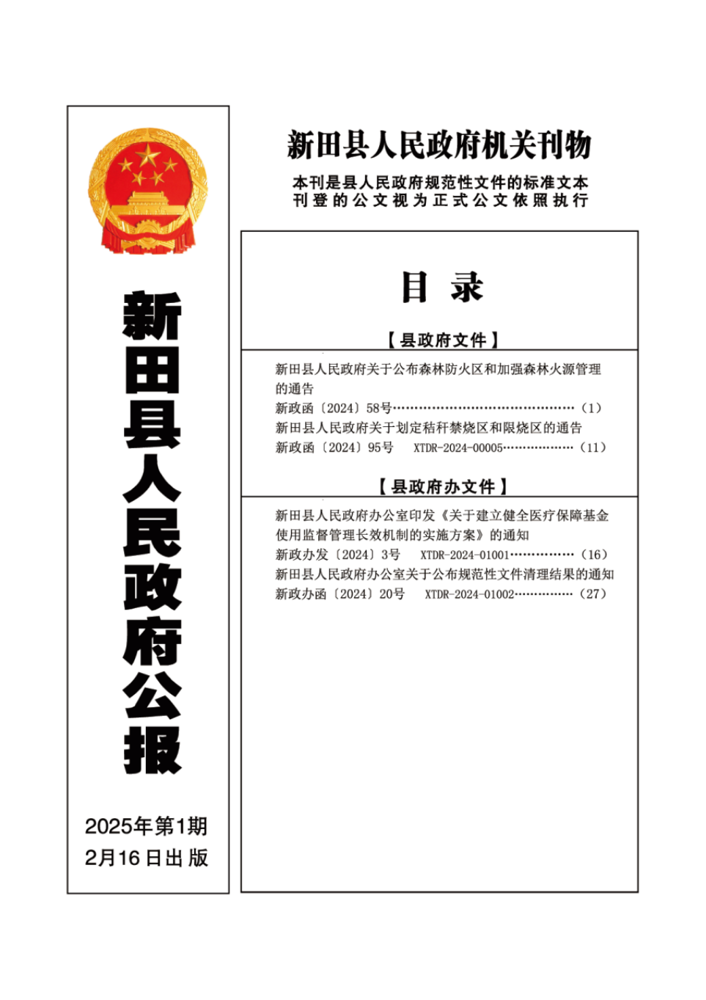 新田县人民政府公报
2025年第1期
2月16日出版
新田县人民政府机关刊物
本刊是县人民政府规范性文件的标准文本
刊登的公文视为正式公文依照执行
目 录
【县政府文件】
新田县人民政府关于公布森林防火区和加强森林火源管理
的通告
新政函〔2024〕58号………………………………………（1）
新田县人民政府关于划定秸秆禁烧区和限烧区的通告
新政函〔2024〕95号 XTDR-2024-00005………………（11）
【县政府办文件】
新田县人民政府办公室印发《关于建立健全医疗保障基金
使用监督管理长效机制的实施方案》的通知
新政办发〔2024〕3号 XTDR-2024-01001……………（16）
新田县人民政府办公室关于公布规范性文件清理结果的通知
新政办函〔2024〕20号 XTDR-2024-01002……………（27）